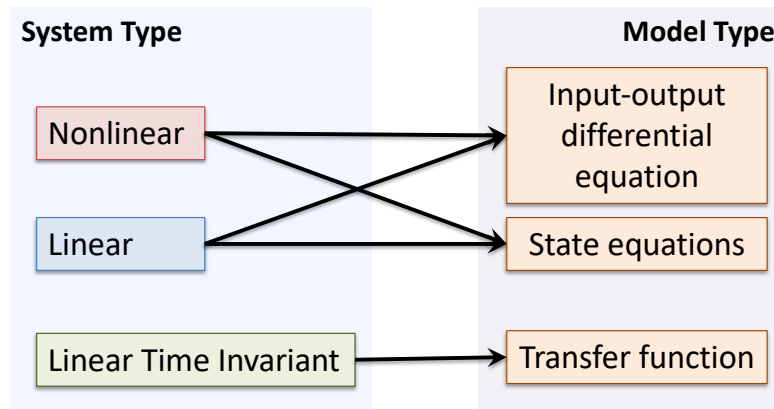 System Type
Model Type
Nonlinear
Input-output
differential
equation
Linear
State equations
Linear Time Invariant
Transfer function